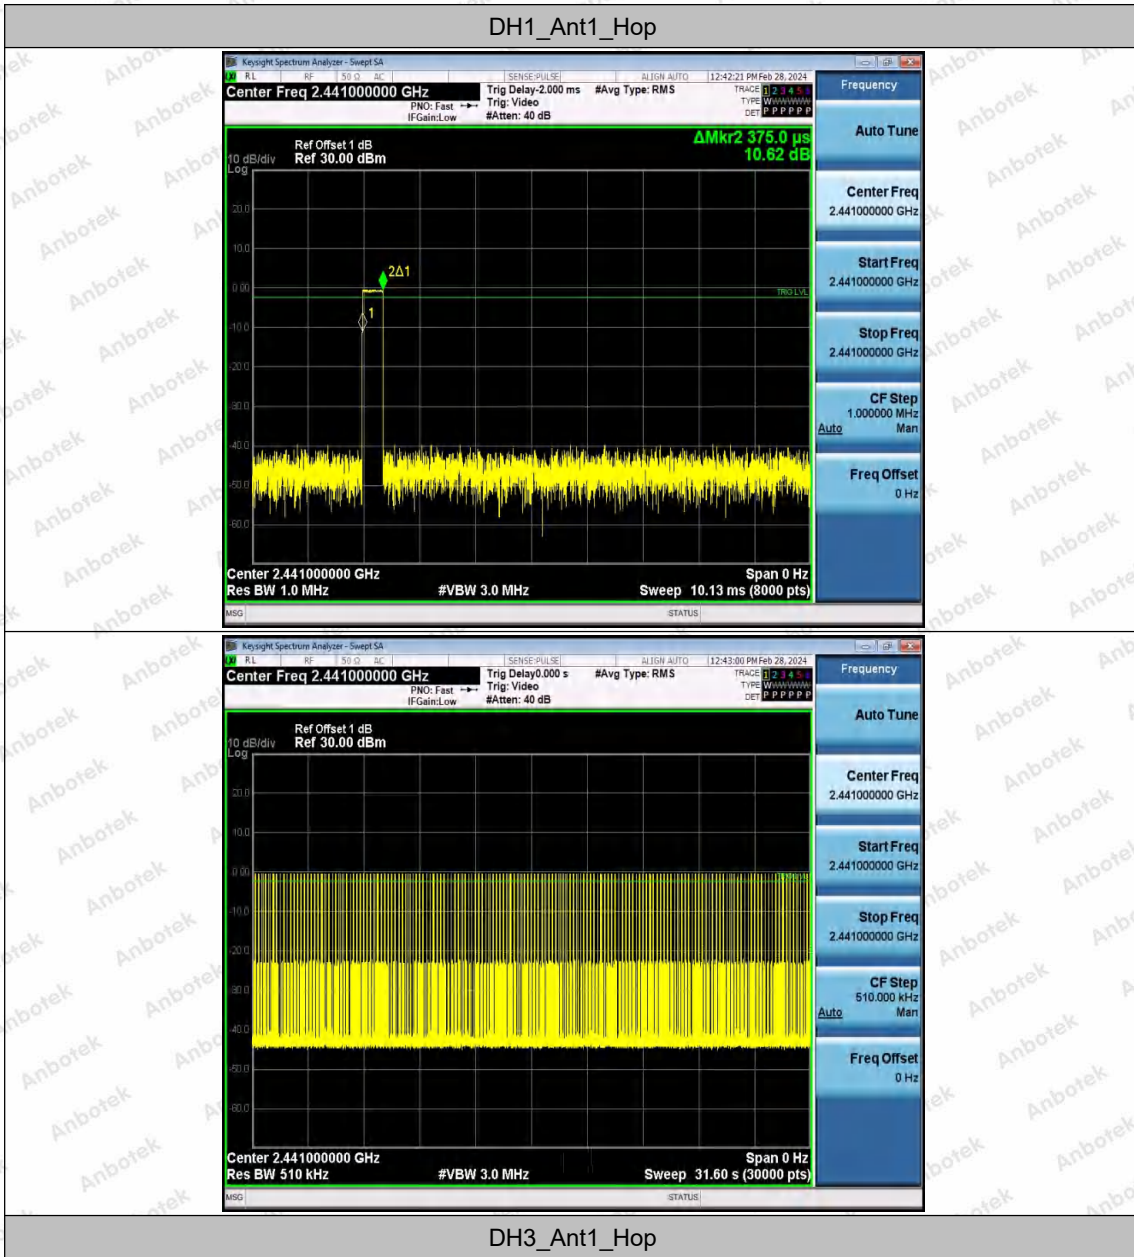 DH1_Ant1_Hop
Keysight Spectrum Analyzer - Swept SA
RL RF 50 Ω AC SENSE:PULSE ALIGN AUTO 12:42:21 PM Feb 28, 2024
Center Freq 2.441000000 GHz
PNO: Fast
IFGain:Low
Trig Delay-2.000 ms
Trig: Video
#Atten: 40 dB
#Avg Type: RMS
TRACE 1 2 3 4 5 6
TYPE W
DET P P P P P P
Ref Offset 1 dB
10 dB/div Ref 30.00 dBm
Log
ΔMkr2 375.0 μs
10.62 dB
20.0
10.0
0.00
-10.0
-20.0
-30.0
-40.0
-50.0
-60.0
2Δ1
1
TRIG LVL
Center 2.441000000 GHz Span 0 Hz
Res BW 1.0 MHz #VBW 3.0 MHz Sweep 10.13 ms (8000 pts)
MSG STATUS
Frequency
Auto Tune
Center Freq
2.441000000 GHz
Start Freq
2.441000000 GHz
Stop Freq
2.441000000 GHz
CF Step
1.000000 MHz
Auto Man
Freq Offset
0 Hz
Keysight Spectrum Analyzer - Swept SA
RL RF 50 Ω AC SENSE:PULSE ALIGN AUTO 12:43:00 PM Feb 28, 2024
Center Freq 2.441000000 GHz
PNO: Fast
IFGain:Low
Trig Delay0.000 s
Trig: Video
#Atten: 40 dB
#Avg Type: RMS
TRACE 1 2 3 4 5 6
TYPE W
DET P P P P P P
Ref Offset 1 dB
10 dB/div Ref 30.00 dBm
Log
20.0
10.0
0.00
-10.0
-20.0
-30.0
-40.0
-50.0
-60.0
Center 2.441000000 GHz Span 0 Hz
Res BW 510 kHz #VBW 3.0 MHz Sweep 31.60 s (30000 pts)
MSG STATUS
Frequency
Auto Tune
Center Freq
2.441000000 GHz
Start Freq
2.441000000 GHz
Stop Freq
2.441000000 GHz
CF Step
510.000 kHz
Auto Man
Freq Offset
0 Hz
DH3_Ant1_Hop
Anbotek